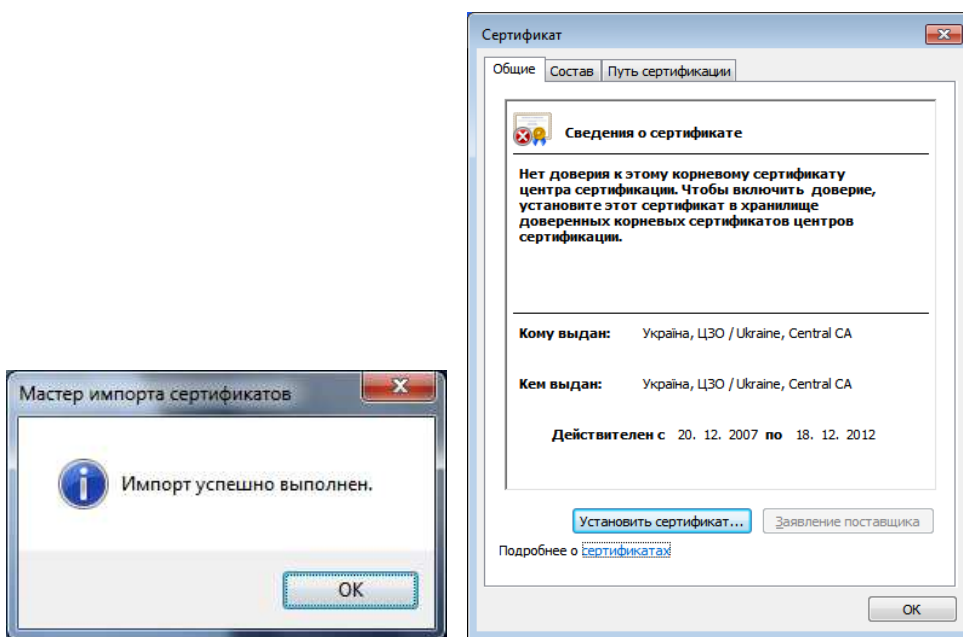 Мастер импорта сертификатов
Импорт успешно выполнен.
OK
Сертификат
Общие Состав Путь сертификации
Сведения о сертификате
Нет доверия к этому корневому сертификату
центра сертификации. Чтобы включить доверие,
установите этот сертификат в хранилище
доверенных корневых сертификатов центров
сертификации.
Кому выдан: Україна, ЦЗО / Ukraine, Central CA
Кем выдан: Україна, ЦЗО / Ukraine, Central CA
Действителен с 20. 12. 2007 по 18. 12. 2012
Установить сертификат... Заявление поставщика
Подробнее о сертификатах
OK